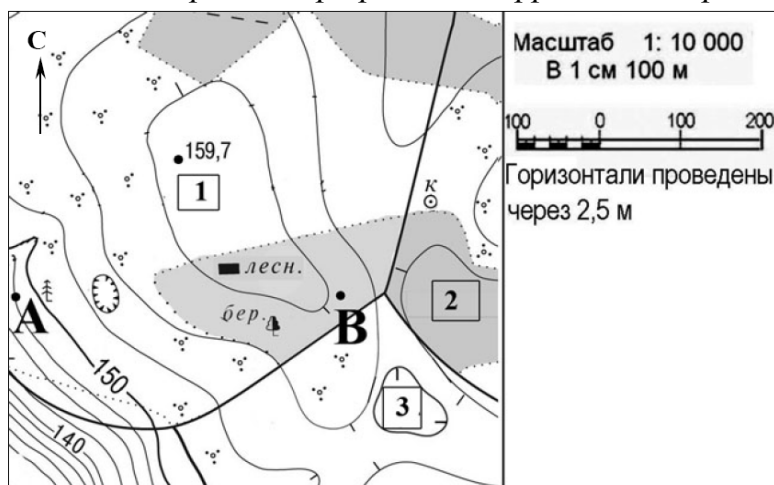 С
Масштаб 1: 10 000
В 1 см 100 м
100 0 100 200
Горизонтали проведены
через 2,5 м
159,7
1
к
лесн.
2
А
бер.
В
150
3
140